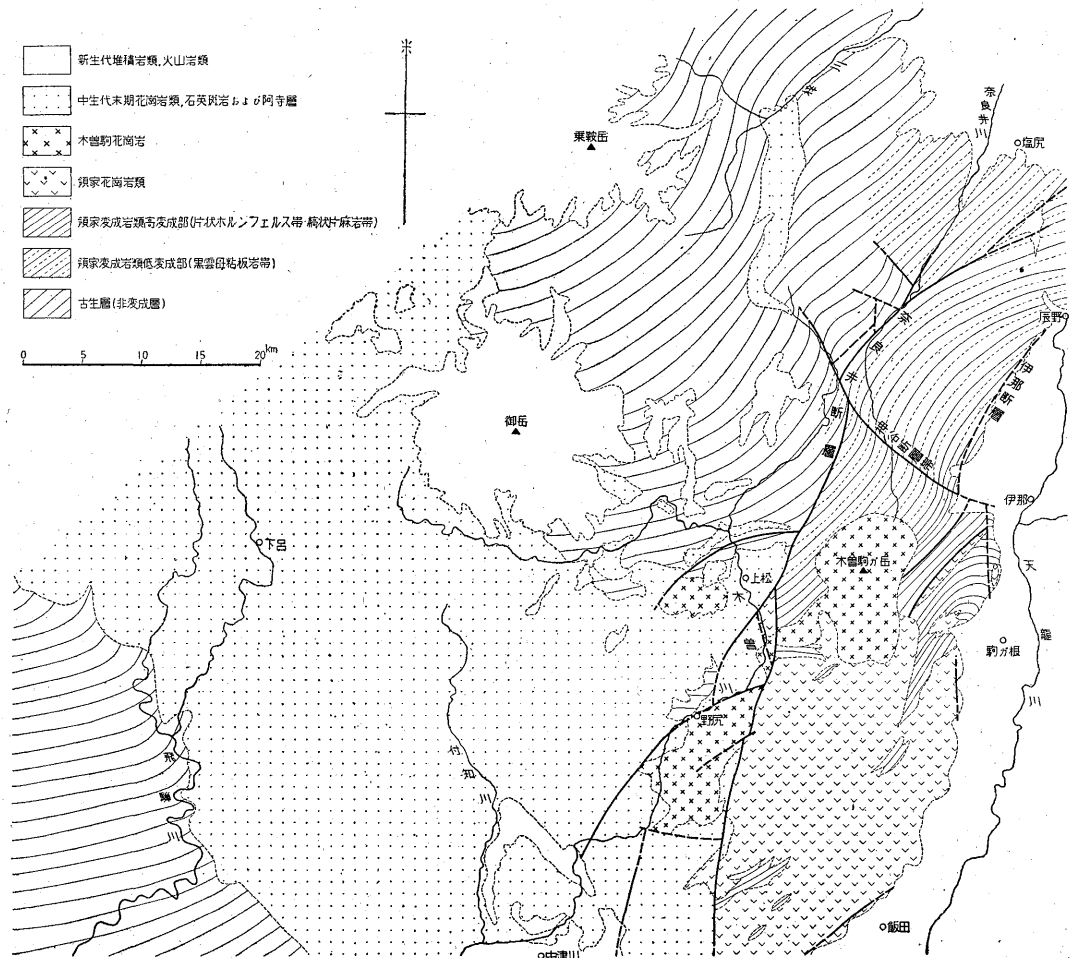 新生代堆積岩類,火山岩類
中生代末期花崗岩類,石英斑岩および阿寺層
木曽駒花崗岩
領家花崗岩類
領家変成岩類高変成部(片状ホルンフェルス帯・縞状片麻岩帯)
領家変成岩類低変成部(黒雲母粘板岩帯)
古生層(非変成層)
0 5 10 15 20 km
乗鞍岳
奈良井川
塩尻
辰野
奈良井断層
伊那断層
御岳
伊那
下呂
木曽駒ガ岳
上松
天竜川
木曽川
駒ガ根
野尻
付知川
飛騨川
飯田
中津川